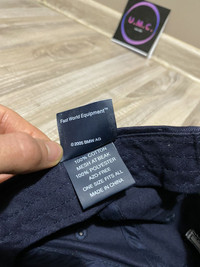 U.M.C.
Fast World Equipment™
©2005 BMW AG
100% COTTON
MESH AT BEAK
100% POLYESTER
AZO-FREE
ONE SIZE FITS ALL
MADE IN CHINA